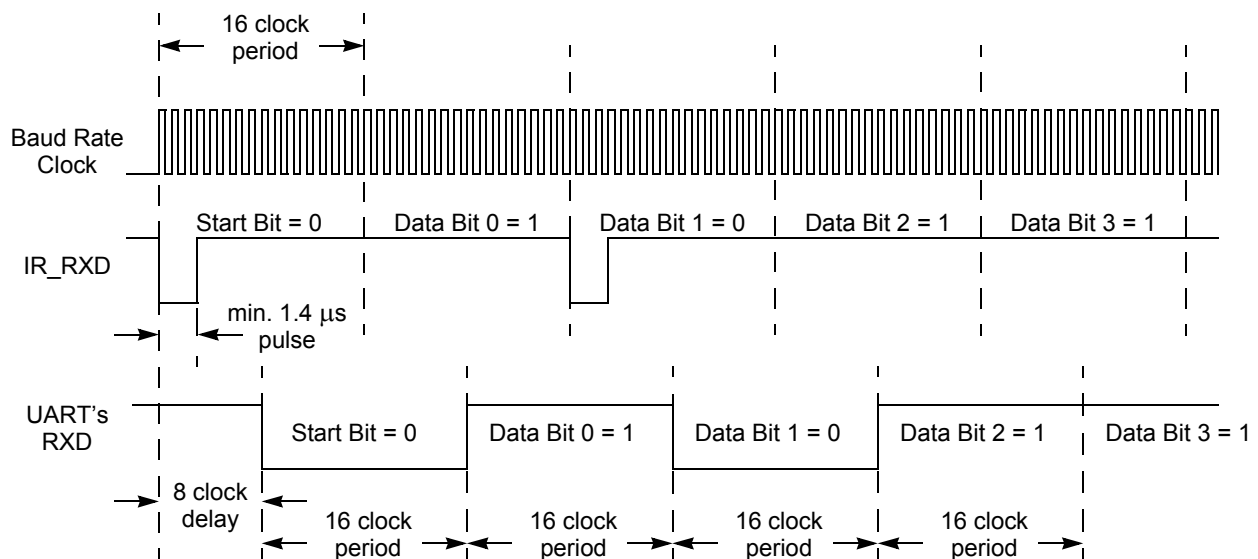 16 clock
period
Baud Rate
Clock
Start Bit = 0
Data Bit 0 = 1
Data Bit 1 = 0
Data Bit 2 = 1
Data Bit 3 = 1
IR_RXD
min. 1.4 μs
pulse
UART's
RXD
Start Bit = 0
Data Bit 0 = 1
Data Bit 1 = 0
Data Bit 2 = 1
Data Bit 3 = 1
8 clock
delay
16 clock
period
16 clock
period
16 clock
period
16 clock
period